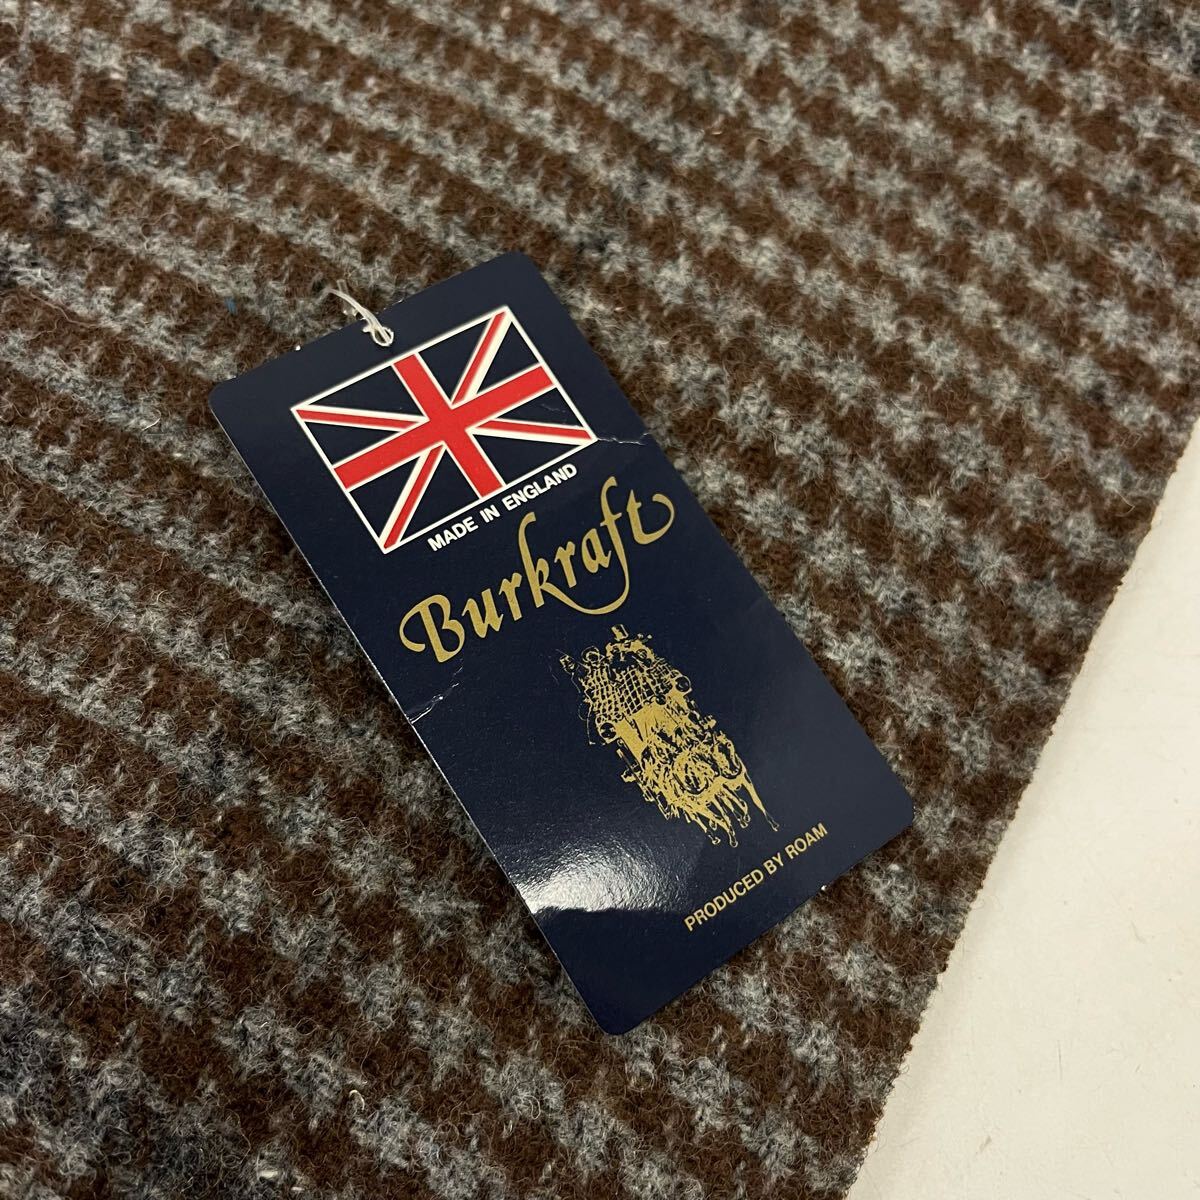 MADE IN ENGLAND
Burkraft
PRODUCED BY ROAM